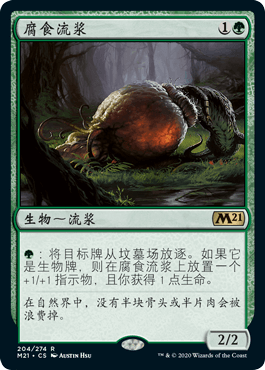 腐食流浆 1
生物～流浆 M21
：将目标牌从坟墓场放逐。如果它
是生物牌，则在腐食流浆上放置一个
+1/+1指示物，且你获得1点生命。
在自然界中，没有半块骨头或半片肉会被
浪费掉。
2/2
204/274 R
M21 • CS AUSTIN HSU
™ & © 2020 Wizards of the Coast